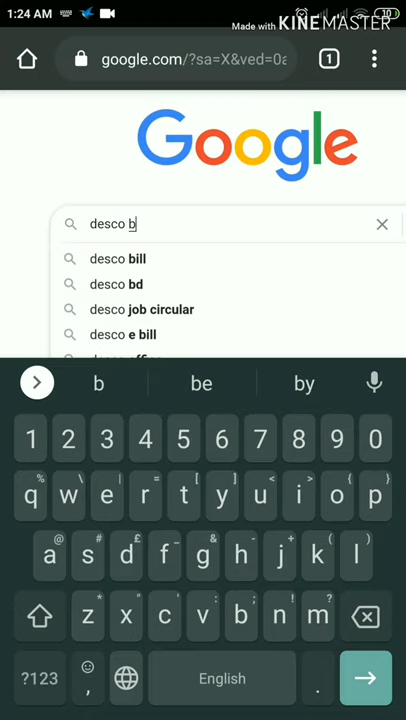 1:24 AM
10
Made with KINEMASTER
google.com/?sa=X&ved=0a
1
Google
desco b
desco bill
desco bd
desco job circular
desco e bill
b be by
1 2 3 4 5 6 7 8 9 0
% \ | = [ ] < > { }
q w e r t y u i o p
@ # £ _ & - + ( )
a s d f g h j k l
* " ' : ; ! ?
z x c v b n m
?123 , English .